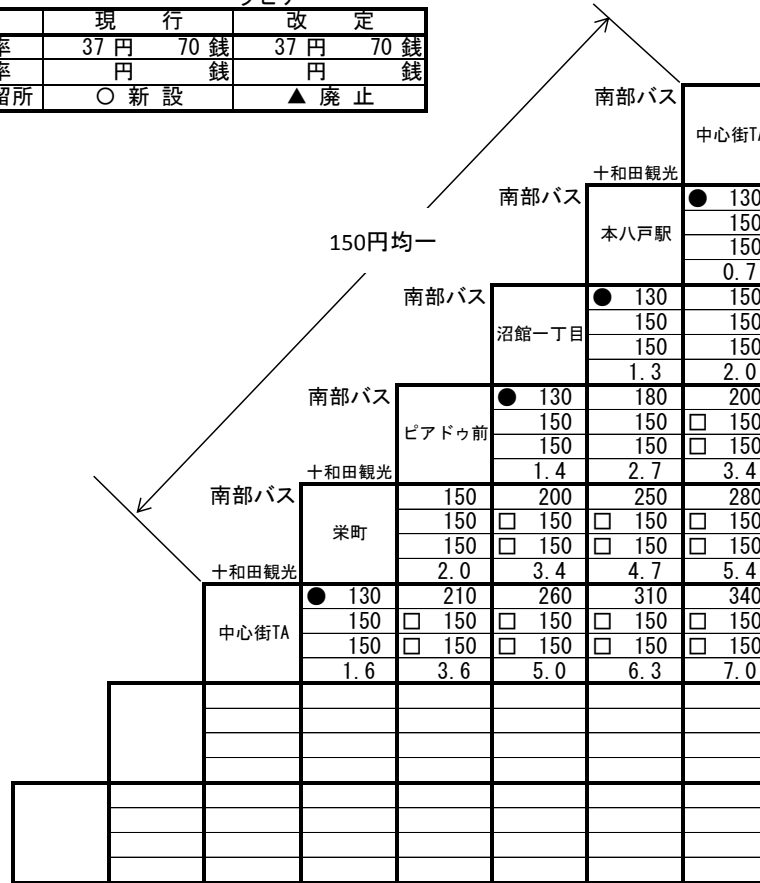 現 行 改 定
率 37 円 70 銭 37 円 70 銭
率 円 銭 円 銭
留所 ○ 新 設 ▲ 廃 止
南部バス
中心街TA
十和田観光
南部バス ● 130
本八戸駅 150
150円均一 150
0.7
南部バス ● 130 150
沼館一丁目 150 150
150 150
1.3 2.0
南部バス ● 130 180 200
ピアドゥ前 150 150 □ 150
150 150 □ 150
十和田観光 1.4 2.7 3.4
南部バス 150 200 250 280
栄町 150 □ 150 □ 150 □ 150
150 □ 150 □ 150 □ 150
十和田観光 2.0 3.4 4.7 5.4
● 130 210 260 310 340
中心街TA 150 □ 150 □ 150 □ 150 □ 150
150 □ 150 □ 150 □ 150 □ 150
1.6 3.6 5.0 6.3 7.0